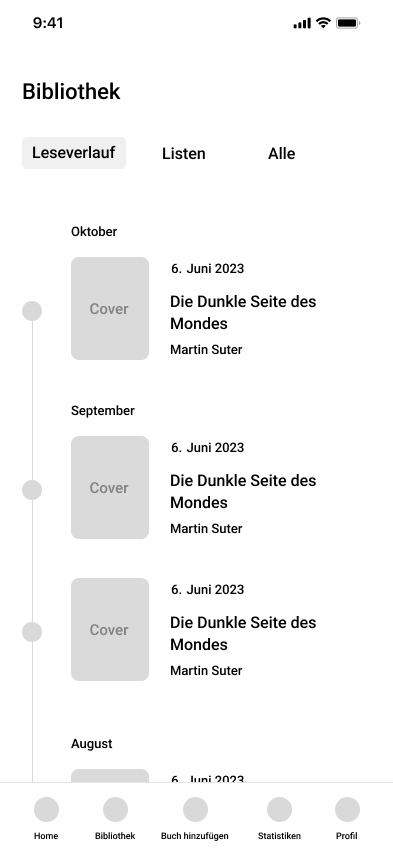 9:41
Bibliothek
Leseverlauf Listen Alle
Oktober
Cover
6. Juni 2023
Die Dunkle Seite des
Mondes
Martin Suter
September
Cover
6. Juni 2023
Die Dunkle Seite des
Mondes
Martin Suter
Cover
6. Juni 2023
Die Dunkle Seite des
Mondes
Martin Suter
August
6. Juni 2023
Home Bibliothek Buch hinzufügen Statistiken Profil